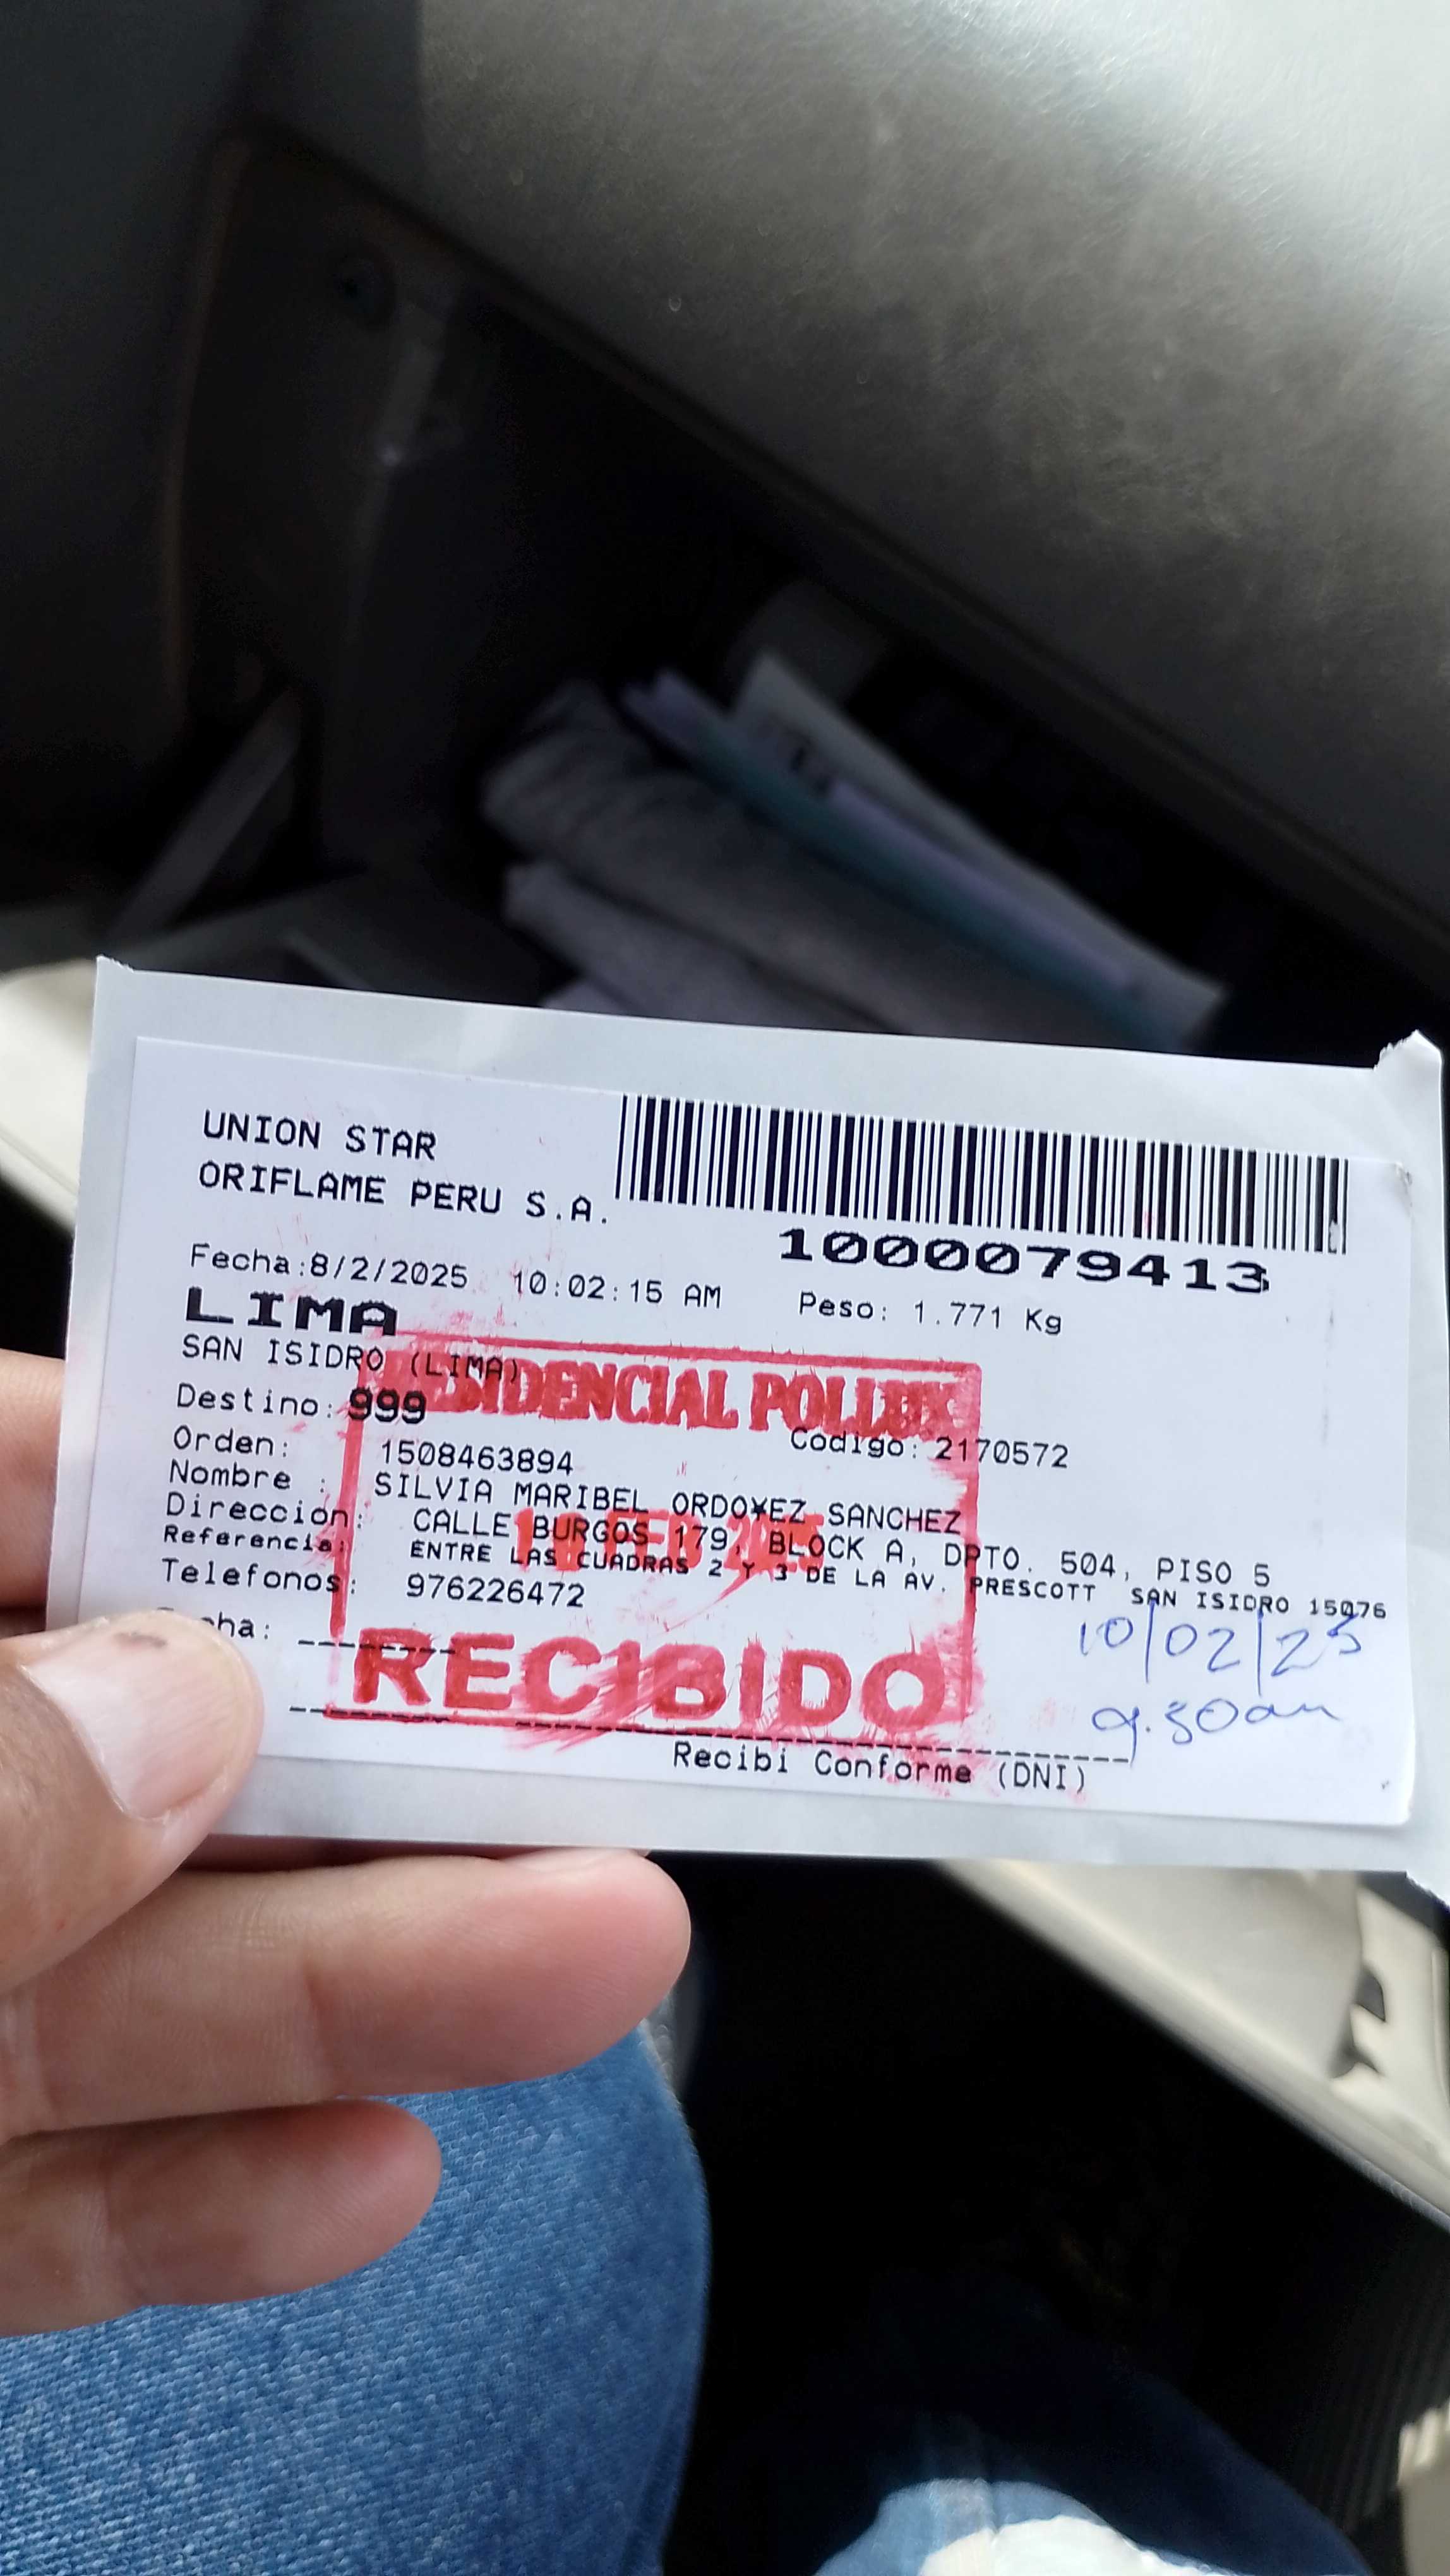 UNION STAR
ORIFLAME PERU S.A.
1000079413
Fecha:8/2/2025 10:02:15 AM Peso: 1.771 Kg
LIMA
SAN ISIDRO (LIMA)
RESIDENCIAL POLLUX
Destino: 999
Codigo: 2170572
Orden: 1508463894
Nombre : SILVIA MARIBEL ORDO¥EZ SANCHEZ
Direccion: CALLE BURGOS 179, BLOCK A, DPTO. 504, PISO 5
Referencia: ENTRE LAS CUADRAS 2 Y 3 DE LA AV. PRESCOTT SAN ISIDRO 15076
10 FEB 2025
Telefonos: 976226472
10/02/25
cha:
RECIBIDO
9.30am
Recibi Conforme (DNI)